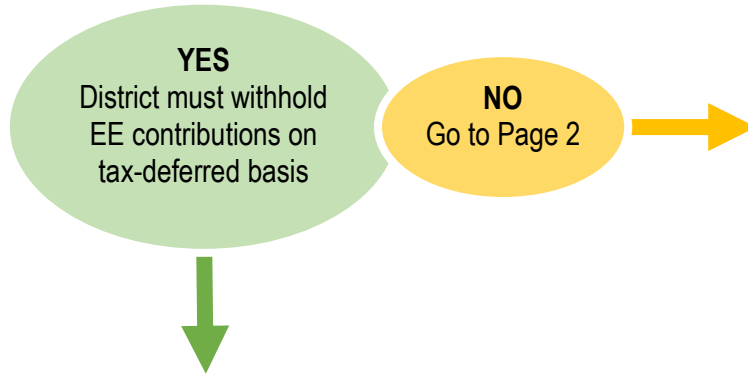 YES
District must withhold
EE contributions on
tax-deferred basis
NO
Go to Page 2